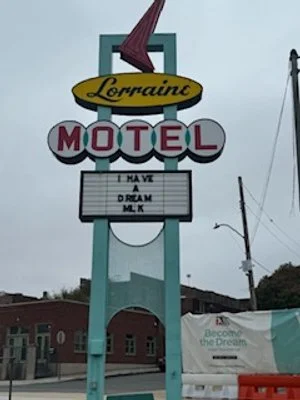 Lorraine
MOTEL
I HAVE
A
DREAM
MLK
Become
the Dream